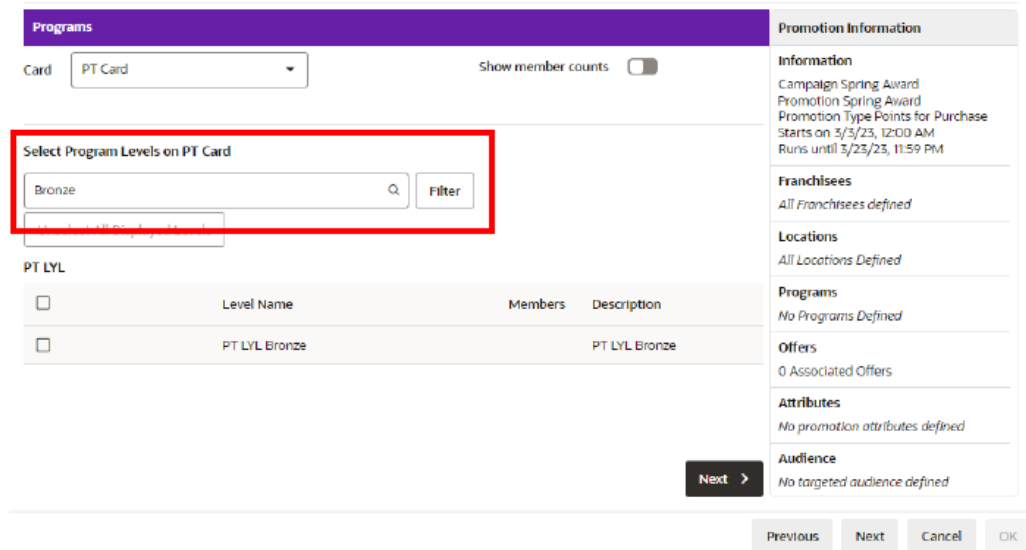 Programs
Card PT Card
Show member counts
Select Program Levels on PT Card
Bronze
Filter
Unselect All Displayed Levels
PT LYL
Level Name Members Description
PT LYL Bronze PT LYL Bronze
Next
Promotion Information
Information
Campaign Spring Award
Promotion Spring Award
Promotion Type Points for Purchase
Starts on 3/3/23, 12:00 AM
Runs until 3/23/23, 11:59 PM
Franchisees
All Franchisees defined
Locations
All Locations Defined
Programs
No Programs Defined
Offers
0 Associated Offers
Attributes
No promotion attributes defined
Audience
No targeted audience defined
Previous Next Cancel OK